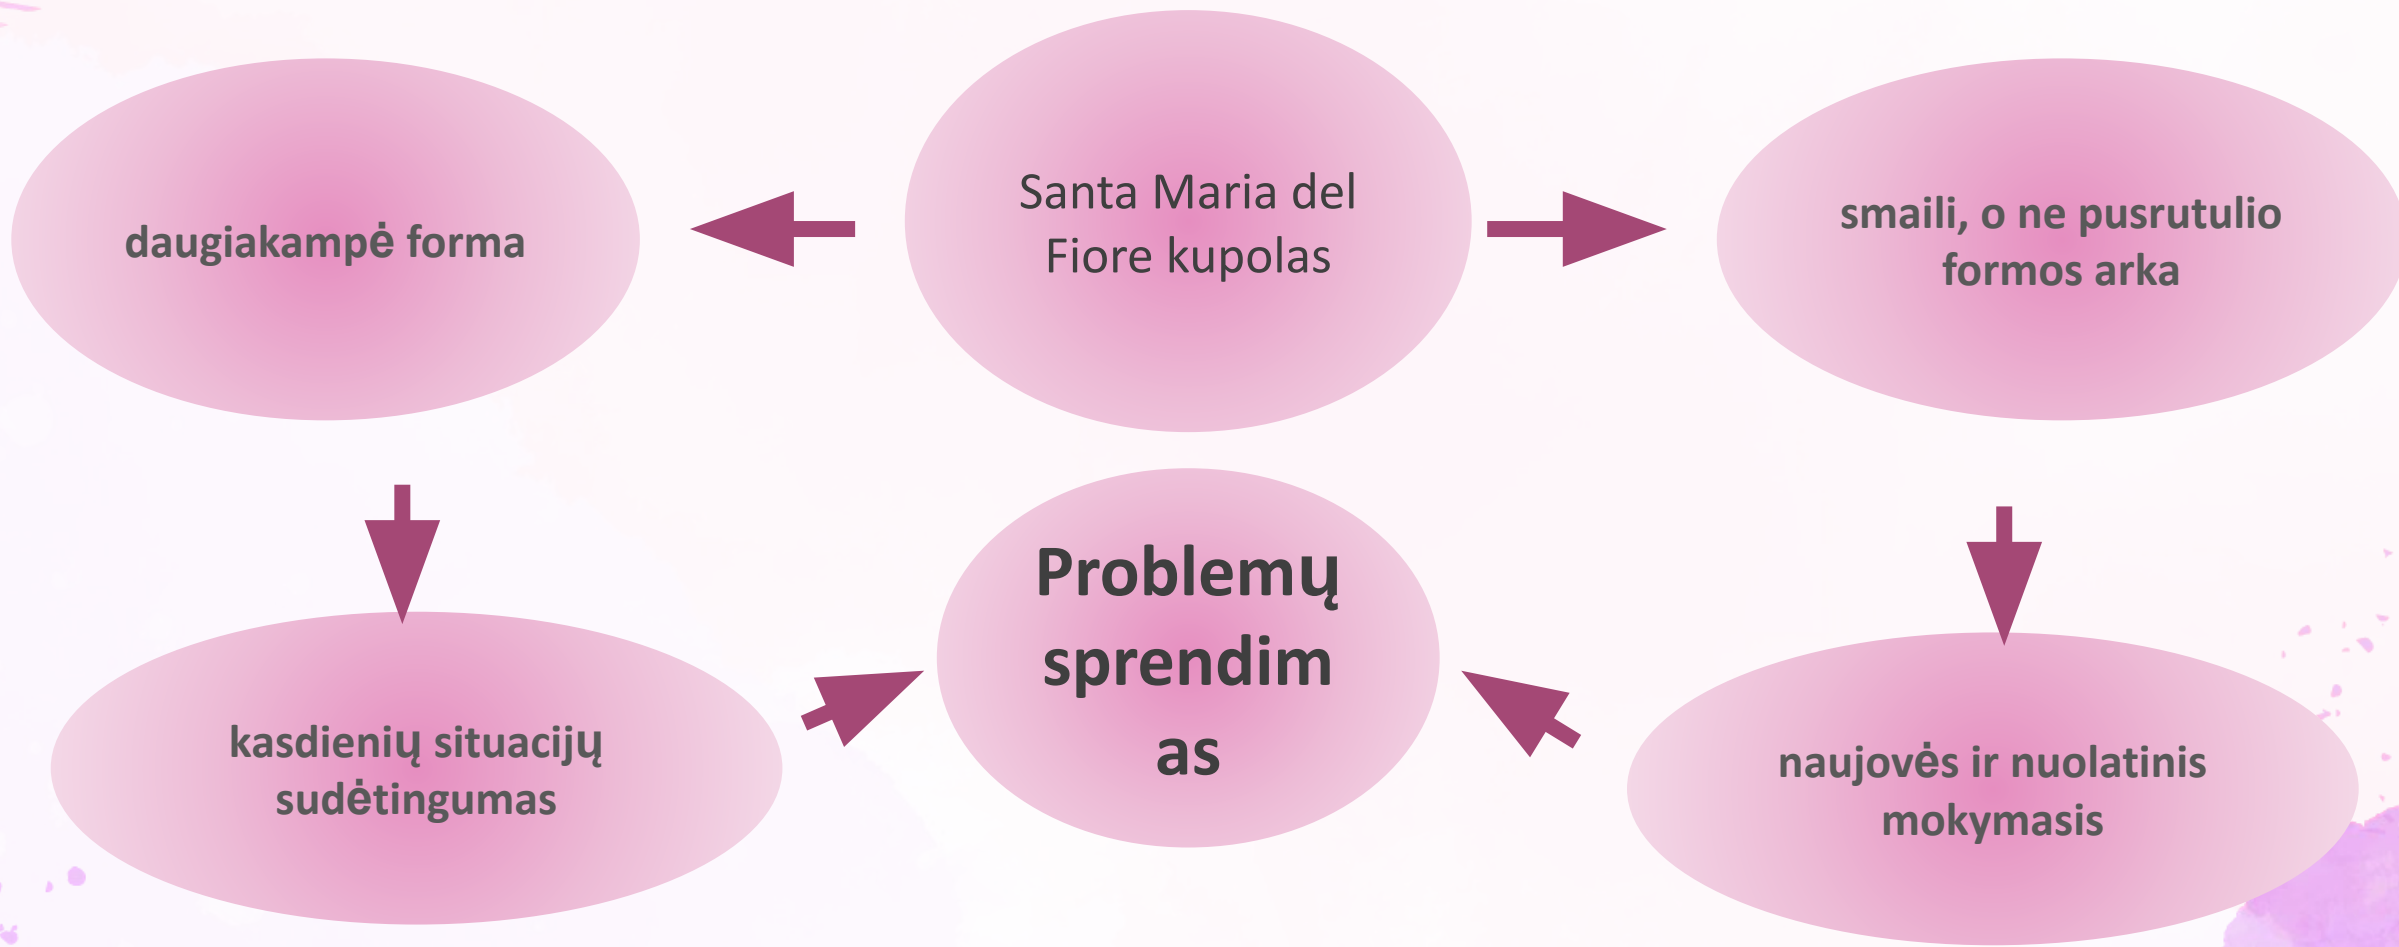 daugiakampė forma
Santa Maria del
Fiore kupolas
smaili, o ne pusrutulio
formos arka
kasdienių situacijų
sudėtingumas
Problemų
sprendim
as
naujovės ir nuolatinis
mokymasis